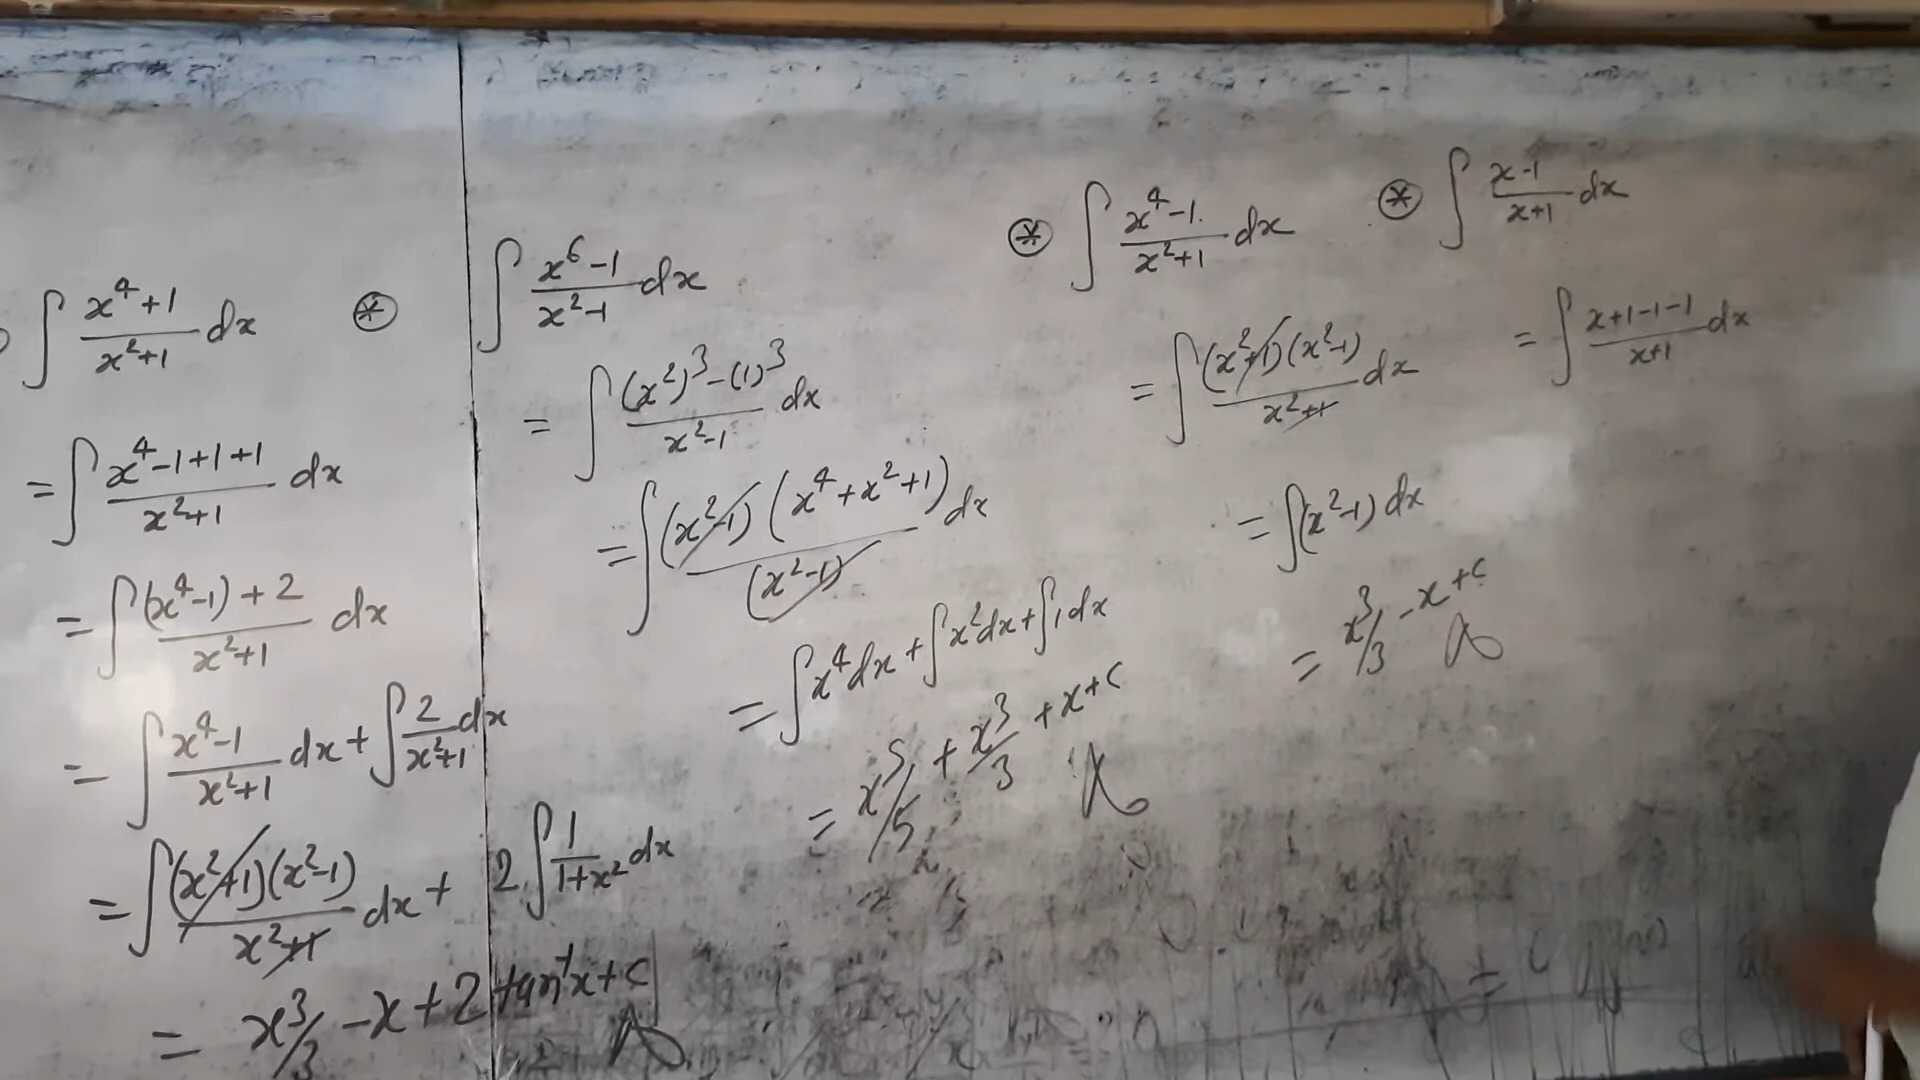 ∫ (x⁴+1)/(x²+1) dx
= ∫ (x⁴-1+1+1)/(x²+1) dx
= ∫ ((x⁴-1)+2)/(x²+1) dx
= ∫ (x⁴-1)/(x²+1) dx + ∫ 2/(x²+1) dx
= ∫ (x²+1)(x²-1)/(x²+1) dx + 2∫ 1/(1+x²) dx
= x³/3 - x + 2 tan⁻¹x + c
⊛ ∫ (x⁶-1)/(x²-1) dx
= ∫ ((x²)³-(1)³)/(x²-1) dx
= ∫ (x²-1)(x⁴+x²+1)/(x²-1) dx
= ∫x⁴dx + ∫x²dx + ∫1dx
= x⁵/5 + x³/3 + x + c
⊛ ∫ (x⁴-1)/(x²+1) dx
= ∫ (x²+1)(x²-1)/(x²+1) dx
= ∫(x²-1) dx
= x³/3 - x + c
⊛ ∫ (x-1)/(x+1) dx
= ∫ (x+1-1-1)/(x+1) dx